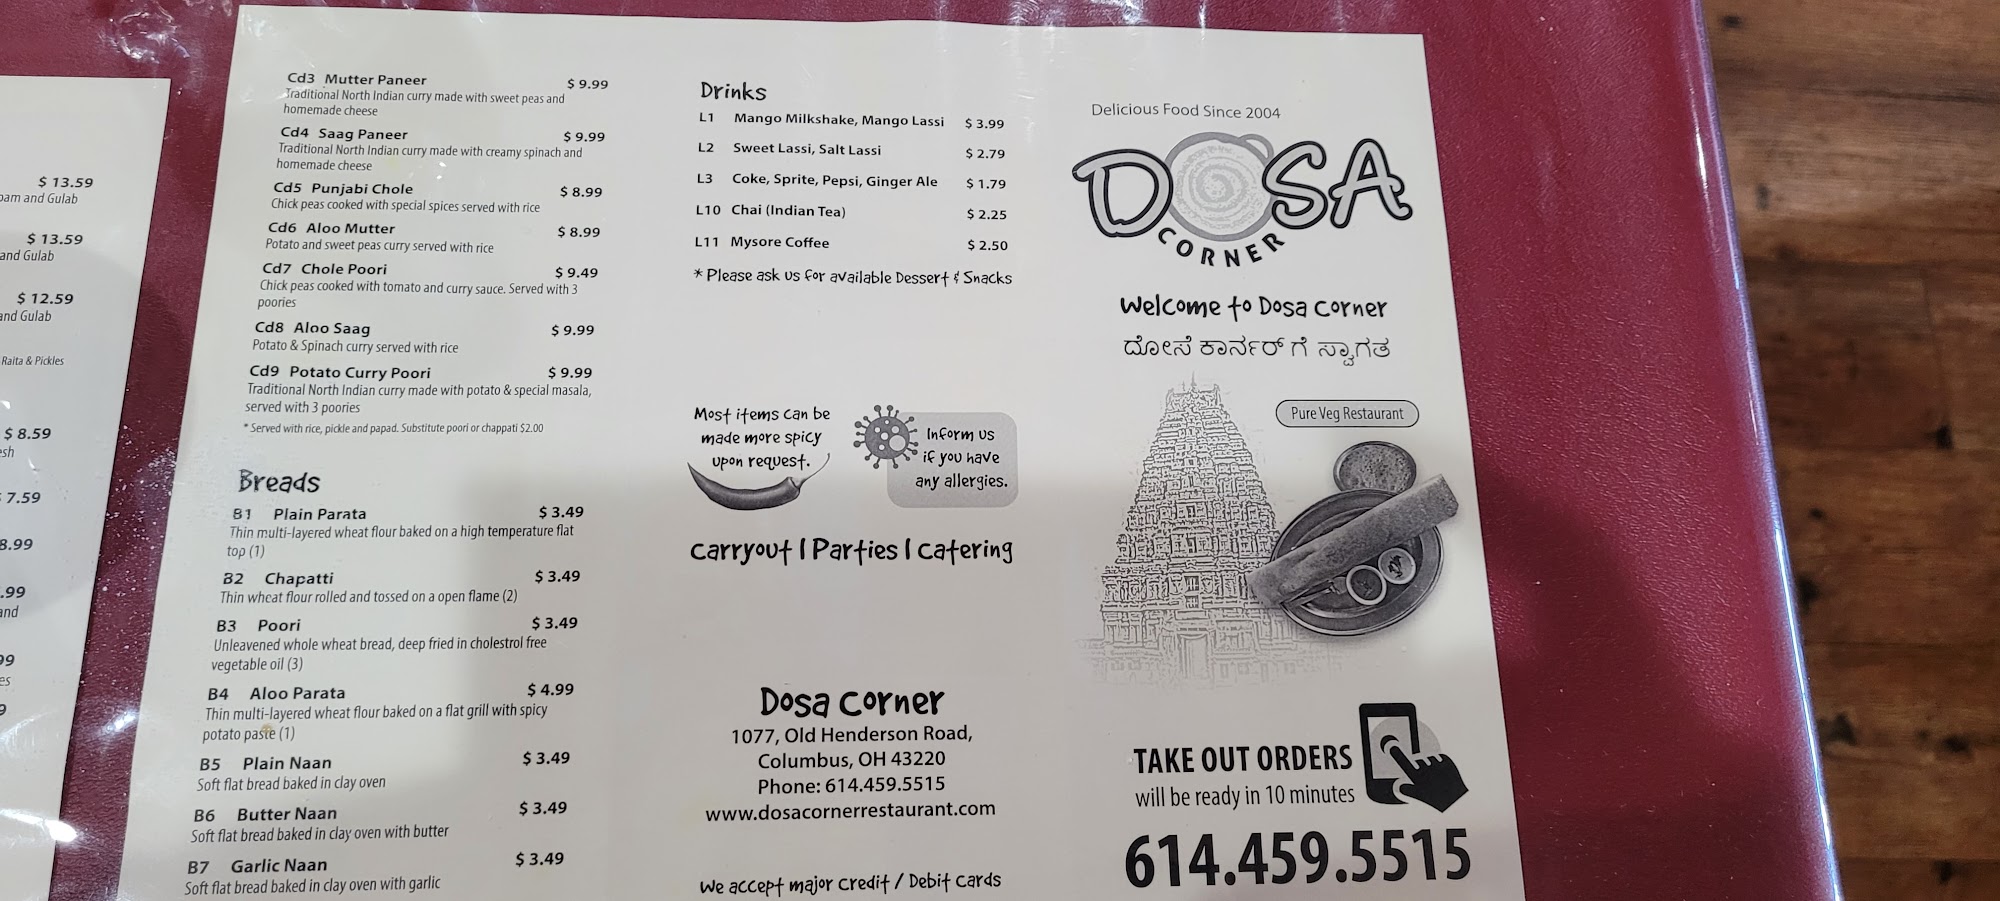 $ 13.59
and Gulab
$ 13.59
and Gulab
$ 12.59
and Gulab
Raita & Pickles
$ 8.59
7.59
8.99
.99
and
Cd3 Mutter Paneer $ 9.99
Traditional North Indian curry made with sweet peas and
homemade cheese
Cd4 Saag Paneer $ 9.99
Traditional North Indian curry made with creamy spinach and
homemade cheese
Cd5 Punjabi Chole $ 8.99
Chick peas cooked with special spices served with rice
Cd6 Aloo Mutter $ 8.99
Potato and sweet peas curry served with rice
Cd7 Chole Poori $ 9.49
Chick peas cooked with tomato and curry sauce. Served with 3
poories
Cd8 Aloo Saag $ 9.99
Potato & Spinach curry served with rice
Cd9 Potato Curry Poori $ 9.99
Traditional North Indian curry made with potato & special masala,
served with 3 poories
* Served with rice, pickle and papad. Substitute poori or chappati $2.00
Breads
B1 Plain Parata $ 3.49
Thin multi-layered wheat flour baked on a high temperature flat
top (1)
B2 Chapatti $ 3.49
Thin wheat flour rolled and tossed on a open flame (2)
B3 Poori $ 3.49
Unleavened whole wheat bread, deep fried in cholestrol free
vegetable oil (3)
B4 Aloo Parata $ 4.99
Thin multi-layered wheat flour baked on a flat grill with spicy
potato paste (1)
B5 Plain Naan $ 3.49
Soft flat bread baked in clay oven
B6 Butter Naan $ 3.49
Soft flat bread baked in clay oven with butter
B7 Garlic Naan $ 3.49
Soft flat bread baked in clay oven with garlic
Drinks
L1 Mango Milkshake, Mango Lassi $ 3.99
L2 Sweet Lassi, Salt Lassi $ 2.79
L3 Coke, Sprite, Pepsi, Ginger Ale $ 1.79
L10 Chai (Indian Tea) $ 2.25
L11 Mysore Coffee $ 2.50
* Please ask us for available Dessert & Snacks
Most items can be
made more spicy
upon request.
Inform us
if you have
any allergies.
Carryout | Parties | Catering
Dosa Corner
1077, Old Henderson Road,
Columbus, OH 43220
Phone: 614.459.5515
www.dosacornerrestaurant.com
We accept major Credit / Debit Cards
Delicious Food Since 2004
DOSA
CORNER
Welcome to Dosa Corner
ದೋಸೆ ಕಾರ್ನರ್ ಗೆ ಸ್ವಾಗತ
Pure Veg Restaurant
TAKE OUT ORDERS
will be ready in 10 minutes
614.459.5515